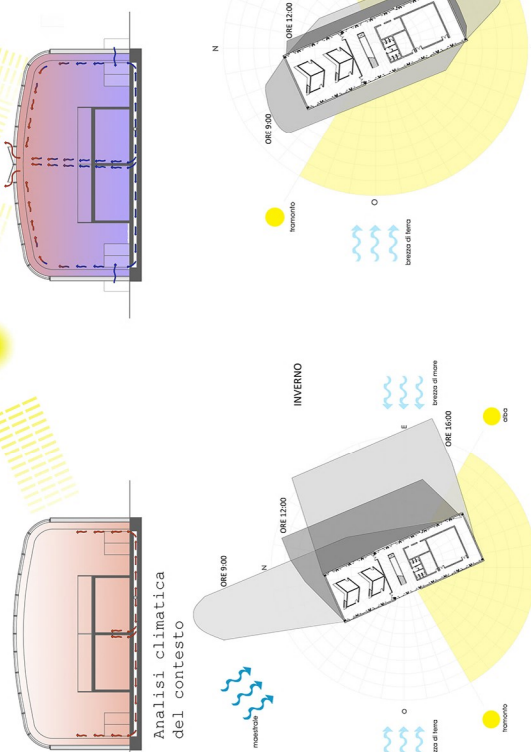 Analisi climatica
del contesto
ORE 12:00
N
ORE 9:00
tramonto
O
brezza di terra
INVERNO
brezza di mare
E
ORE 16:00
alba
ORE 12:00
N
ORE 9:00
maestrale
O
tramonto
za di terra